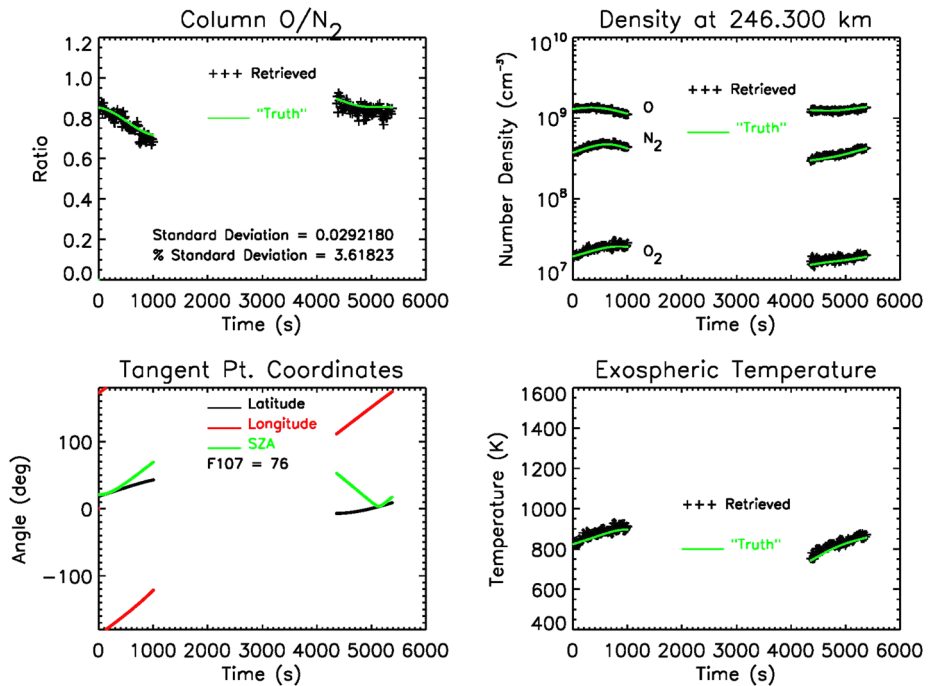 Column O/N2
1.2
1.0
0.8
0.6
0.4
0.2
0.0
Ratio
+++ Retrieved
"Truth"
Standard Deviation = 0.0292180
% Standard Deviation = 3.61823
0 1000 2000 3000 4000 5000 6000
Time (s)
Density at 246.300 km
10^10
10^9
10^8
10^7
Number Density (cm^-3)
+++ Retrieved
"Truth"
O
N2
O2
0 1000 2000 3000 4000 5000 6000
Time (s)
Tangent Pt. Coordinates
100
0
-100
Angle (deg)
Latitude
Longitude
SZA
F107 = 76
0 1000 2000 3000 4000 5000 6000
Time (s)
Exospheric Temperature
1600
1400
1200
1000
800
600
400
Temperature (K)
+++ Retrieved
"Truth"
0 1000 2000 3000 4000 5000 6000
Time (s)